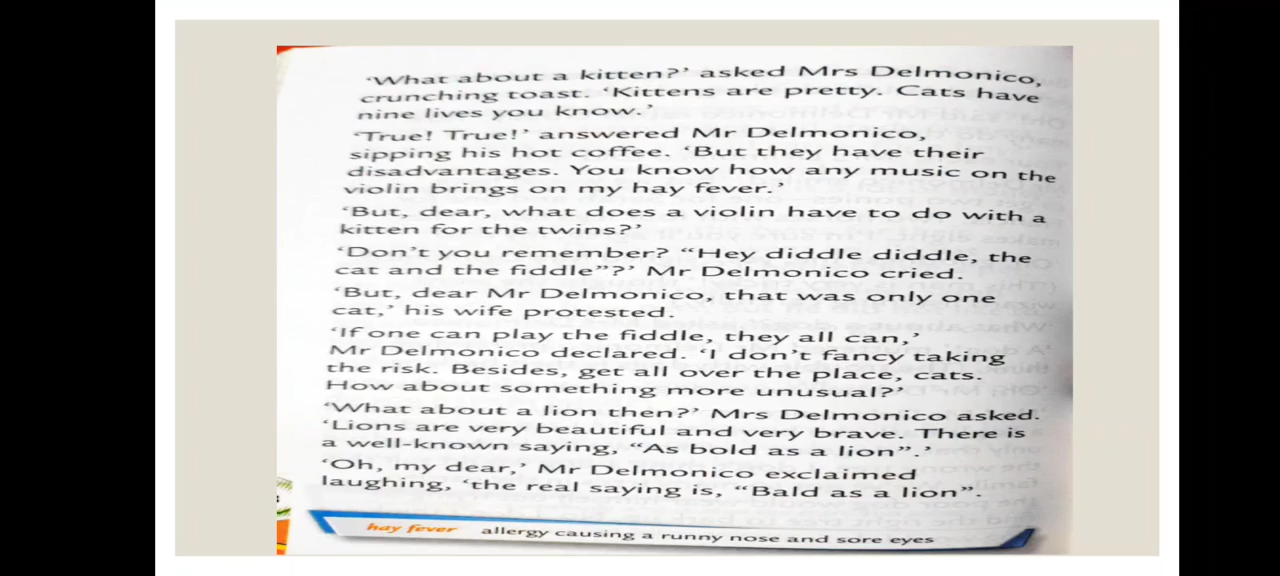 ‘What about a kitten?’ asked Mrs Delmonico,
crunching toast. ‘Kittens are pretty. Cats have
nine lives you know.’
‘True! True!’ answered Mr Delmonico,
sipping his hot coffee. ‘But they have their
disadvantages. You know how any music on the
violin brings on my hay fever.’
‘But, dear, what does a violin have to do with a
kitten for the twins?’
‘Don’t you remember? “Hey diddle diddle, the
cat and the fiddle”?’ Mr Delmonico cried.
‘But, dear Mr Delmonico, that was only one
cat,’ his wife protested.
‘If one can play the fiddle, they all can,’
Mr Delmonico declared. ‘I don’t fancy taking
the risk. Besides, get all over the place, cats.
How about something more unusual?’
‘What about a lion then?’ Mrs Delmonico asked.
‘Lions are very beautiful and very brave. There is
a well-known saying, “As bold as a lion”.’
‘Oh, my dear,’ Mr Delmonico exclaimed
laughing, ‘the real saying is, “Bald as a lion”.
hay fever allergy causing a runny nose and sore eyes